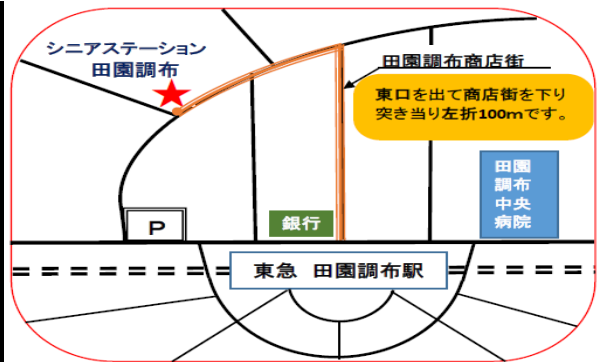 シニアステーション
田園調布
田園調布商店街
東口を出て商店街を下り
突き当り左折100mです。
田園
調布
中央
病院
銀行
P
東急 田園調布駅